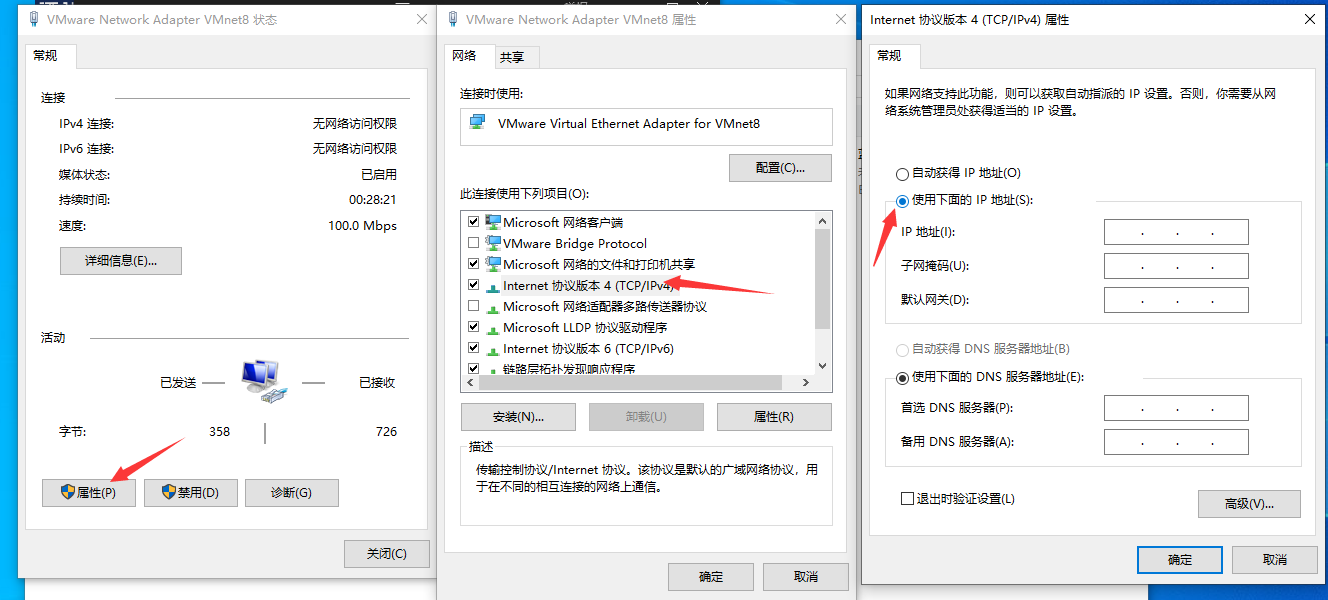 VMware Network Adapter VMnet8 状态
常规
连接
IPv4 连接:
无网络访问权限
IPv6 连接:
无网络访问权限
媒体状态:
已启用
持续时间:
00:28:21
速度:
100.0 Mbps
详细信息(E)...
活动
已发送
已接收
字节:
358
726
属性(P)
禁用(D)
诊断(G)
关闭(C)
VMware Network Adapter VMnet8 属性
网络
共享
连接时使用:
VMware Virtual Ethernet Adapter for VMnet8
配置(C)...
此连接使用下列项目(O):
Microsoft 网络客户端
VMware Bridge Protocol
Microsoft 网络的文件和打印机共享
Internet 协议版本 4 (TCP/IPv4)
Microsoft 网络适配器多路传送器协议
Microsoft LLDP 协议驱动程序
Internet 协议版本 6 (TCP/IPv6)
链路层拓扑发现响应程序
安装(N)...
卸载(U)
属性(R)
描述
传输控制协议/Internet 协议。该协议是默认的广域网络协议，用
于在不同的相互连接的网络上通信。
确定
取消
Internet 协议版本 4 (TCP/IPv4) 属性
常规
如果网络支持此功能，则可以获取自动指派的 IP 设置。否则，你需要从网
络系统管理员处获得适当的 IP 设置。
自动获得 IP 地址(O)
使用下面的 IP 地址(S):
IP 地址(I):
子网掩码(U):
默认网关(D):
自动获得 DNS 服务器地址(B)
使用下面的 DNS 服务器地址(E):
首选 DNS 服务器(P):
备用 DNS 服务器(A):
退出时验证设置(L)
高级(V)...
确定
取消